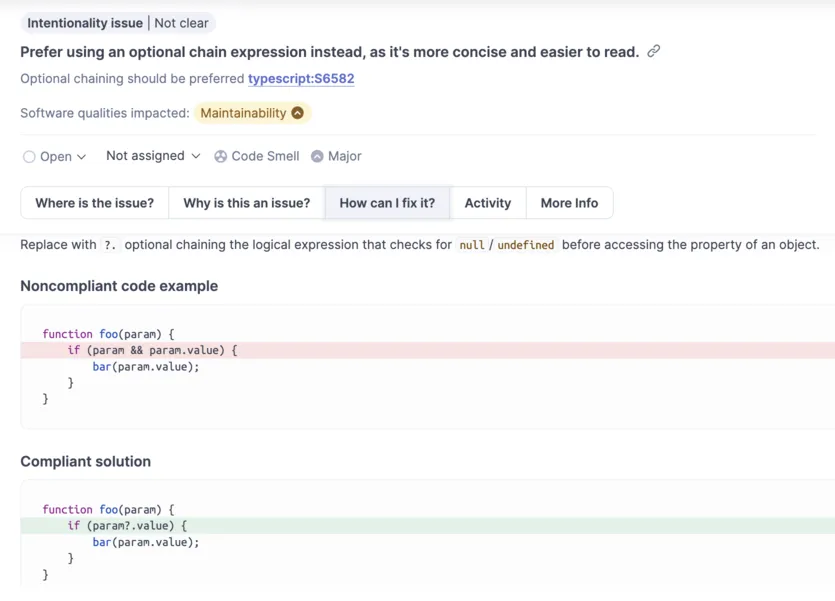 Intentionality issue | Not clear
Prefer using an optional chain expression instead, as it's more concise and easier to read.
Optional chaining should be preferred typescript:S6582
Software qualities impacted: Maintainability
Open Not assigned Code Smell Major
Where is the issue? Why is this an issue? How can I fix it? Activity More Info
Replace with ?. optional chaining the logical expression that checks for null / undefined before accessing the property of an object.
Noncompliant code example
function foo(param) {
    if (param && param.value) {
        bar(param.value);
    }
}
Compliant solution
function foo(param) {
    if (param?.value) {
        bar(param.value);
    }
}